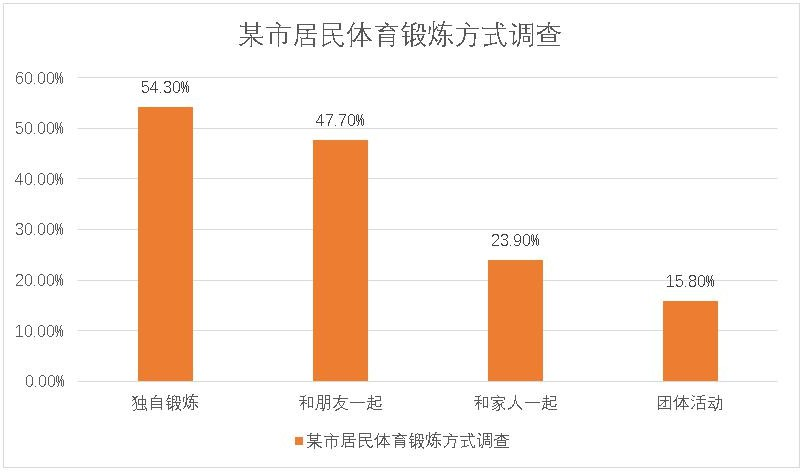 某市居民体育锻炼方式调查
60.00%
54.30%
50.00%
47.70%
40.00%
30.00%
23.90%
20.00%
15.80%
10.00%
0.00%
独自锻炼
和朋友一起
和家人一起
团体活动
某市居民体育锻炼方式调查